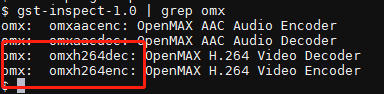 $ gst-inspect-1.0 | grep omx
omx:  omxaacenc: OpenMAX AAC Audio Encoder
omx:  omxaacdec: OpenMAX AAC Audio Decoder
omx:  omxh264dec: OpenMAX H.264 Video Decoder
omx:  omxh264enc: OpenMAX H.264 Video Encoder
$